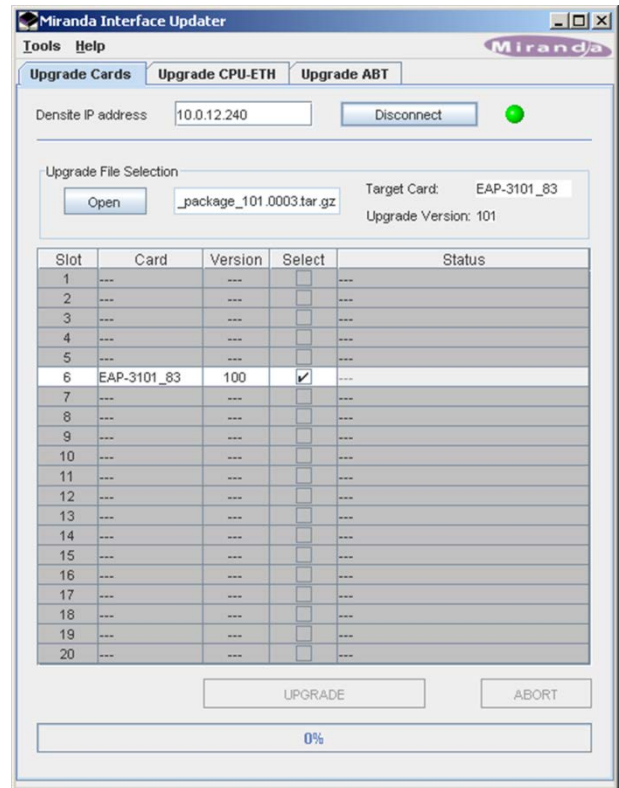 Miranda Interface Updater
Tools Help
Miranda
Upgrade Cards Upgrade CPU-ETH Upgrade ABT
Densite IP address 10.0.12.240 Disconnect
Upgrade File Selection
Open _package_101.0003.tar.gz Target Card: EAP-3101_83
Upgrade Version: 101
Slot Card Version Select Status
1 --- --- ---
2 --- --- ---
3 --- --- ---
4 --- --- ---
5 --- --- ---
6 EAP-3101_83 100 ---
7 --- --- ---
8 --- --- ---
9 --- --- ---
10 --- --- ---
11 --- --- ---
12 --- --- ---
13 --- --- ---
14 --- --- ---
15 --- --- ---
16 --- --- ---
17 --- --- ---
18 --- --- ---
19 --- --- ---
20 --- --- ---
UPGRADE ABORT
0%